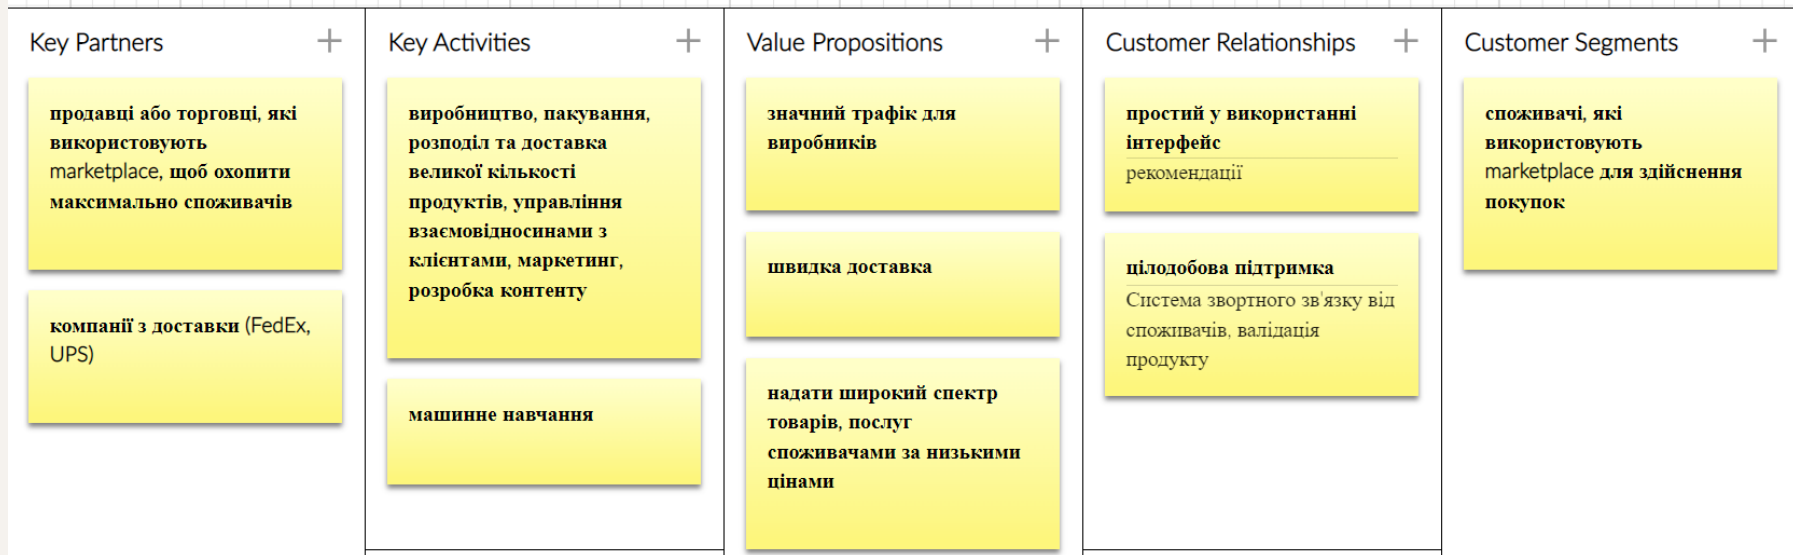 Key Partners
продавці або торговці, які
використовують
marketplace, щоб охопити
максимально споживачів
компанії з доставки (FedEx,
UPS)
Key Activities
виробництво, пакування,
розподіл та доставка
великої кількості
продуктів, управління
взаємовідносинами з
клієнтами, маркетинг,
розробка контенту
машинне навчання
Value Propositions
значний трафік для
виробників
швидка доставка
надати широкий спектр
товарів, послуг
споживачами за низькими
цінами
Customer Relationships
простий у використанні
інтерфейс
рекомендації
цілодобова підтримка
Система звортного зв'язку від
споживачів, валідація
продукту
Customer Segments
споживачі, які
використовують
marketplace для здійснення
покупок